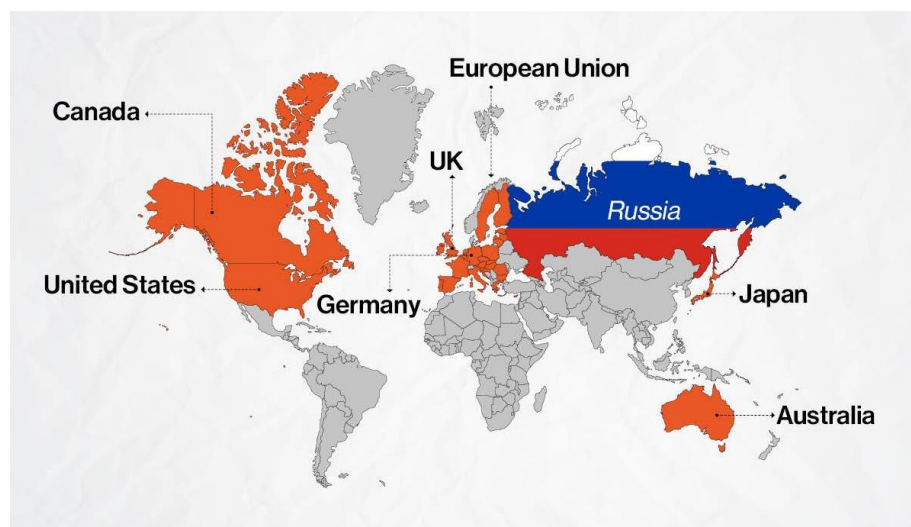 European Union
Canada
UK
Russia
United States
Germany
Japan
Australia